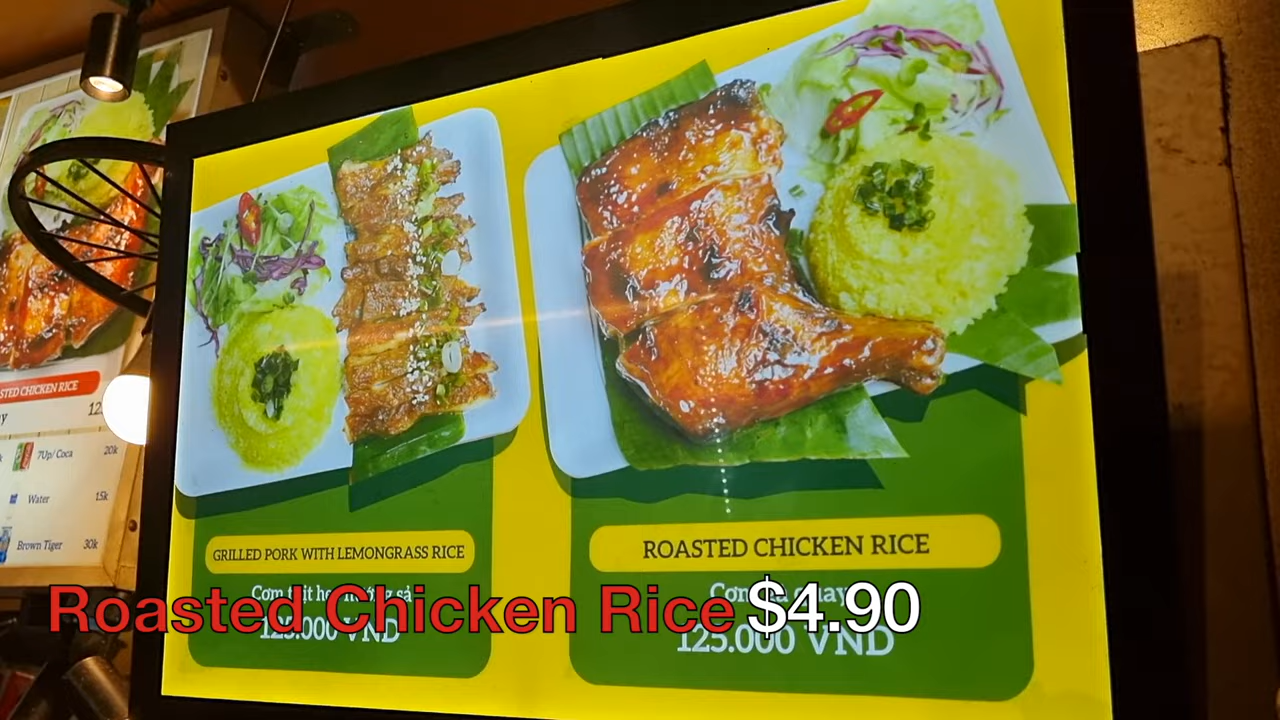 STED CHICKEN RICE
7Up/ Coca 20k
Water 15k
Brown Tiger 30k
GRILLED PORK WITH LEMONGRASS RICE
125.000 VND
ROASTED CHICKEN RICE
125.000 VND
Roasted Chicken Rice $4.90